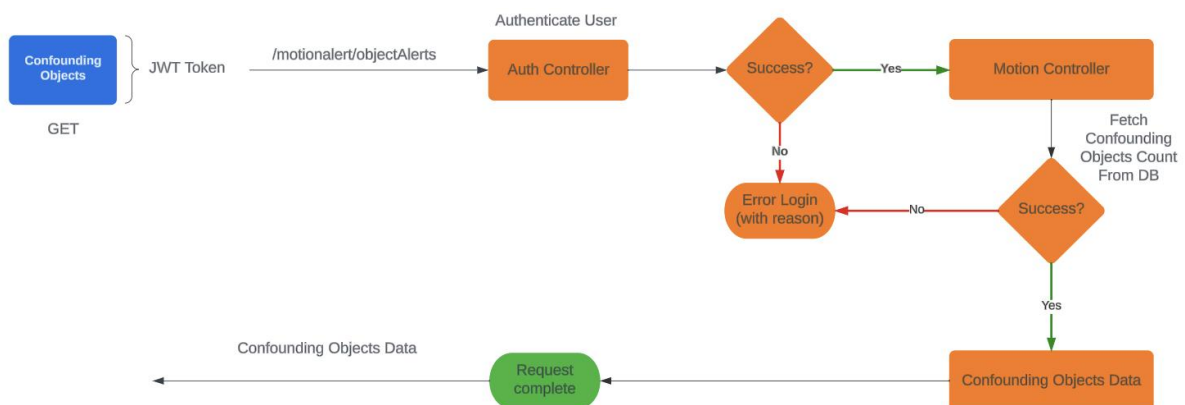 Authenticate User
Confounding
Objects
JWT Token
/motionalert/objectAlerts
Auth Controller
Success?
Yes
Motion Controller
GET
No
Fetch
Confounding
Objects Count
From DB
Error Login
(with reason)
No
Success?
Yes
Confounding Objects Data
Request
complete
Confounding Objects Data